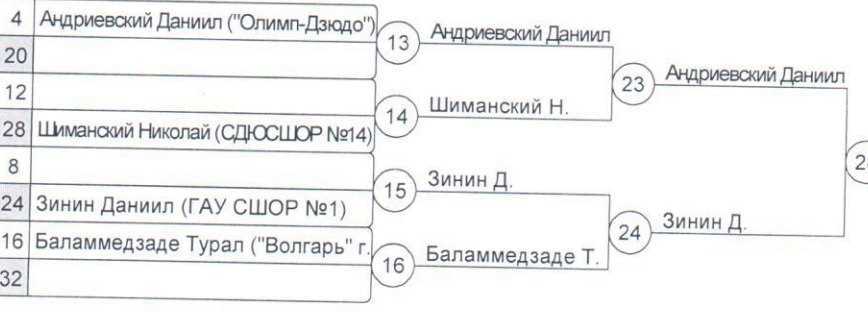 4 Андриевский Даниил ("Олимп-Дзюдо")
13 Андриевский Даниил
20
23 Андриевский Даниил
12
14 Шиманский Н.
28 Шиманский Николай (СДЮСШОР №14)
8
15 Зинин Д.
24 Зинин Даниил (ГАУ СШОР №1)
24 Зинин Д.
16 Баламмедзаде Турал ("Волгарь" г.
16 Баламмедзаде Т.
32